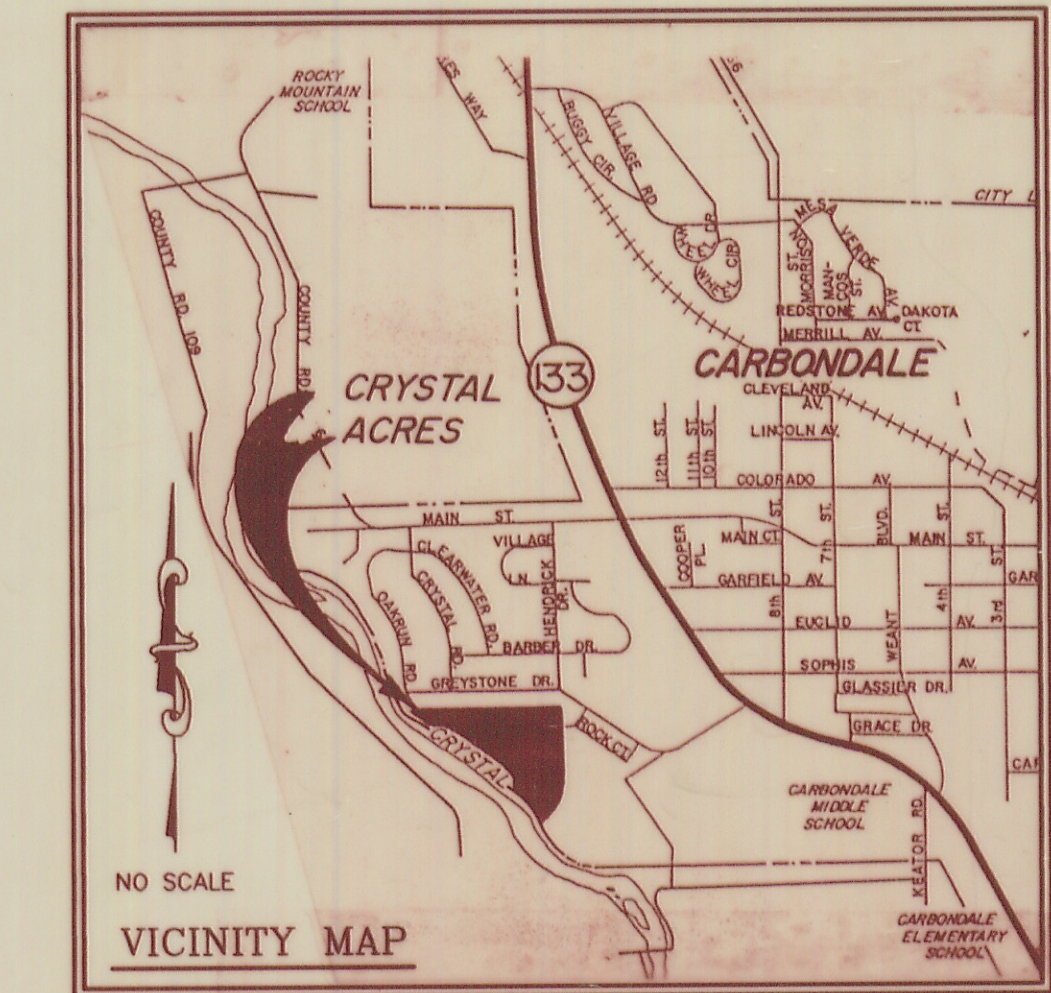 ROCKY
MOUNTAIN
SCHOOL
WAY
BUGGY CIR.
VILLAGE RD
WHEEL DR.
WHEEL CIR
CITY L
MESA VERDE AV.
MORRISON ST.
MAN-
COS
ST.
REDSTONE AV.
DAKOTA
CT.
MERRILL AV.
COUNTY RD 109
COUNTY RD
CRYSTAL
ACRES
133
CARBONDALE
CLEVELAND
AV.
LINCOLN AV.
12th ST.
11th ST.
10th ST.
COLORADO AV.
MAIN ST.
MAIN CT.
8th ST.
7th ST.
BLVD.
WEANT
MAIN ST.
4th ST.
3rd ST.
COOPER
PL.
GARFIELD AV.
GAR
VILLAGE
LN.
HENDRICK
DR.
CLEARWATER RD.
CRYSTAL RD.
OAKRUN RD.
BARBER DR.
EUCLID AV.
SOPHIS AV.
GREYSTONE DR.
GLASSIER DR.
ROCK CT.
GRACE DR
CRYSTAL
CARBONDALE
MIDDLE
SCHOOL
KEATOR RD.
CARBONDALE
ELEMENTARY
SCHOOL
NO SCALE
VICINITY MAP